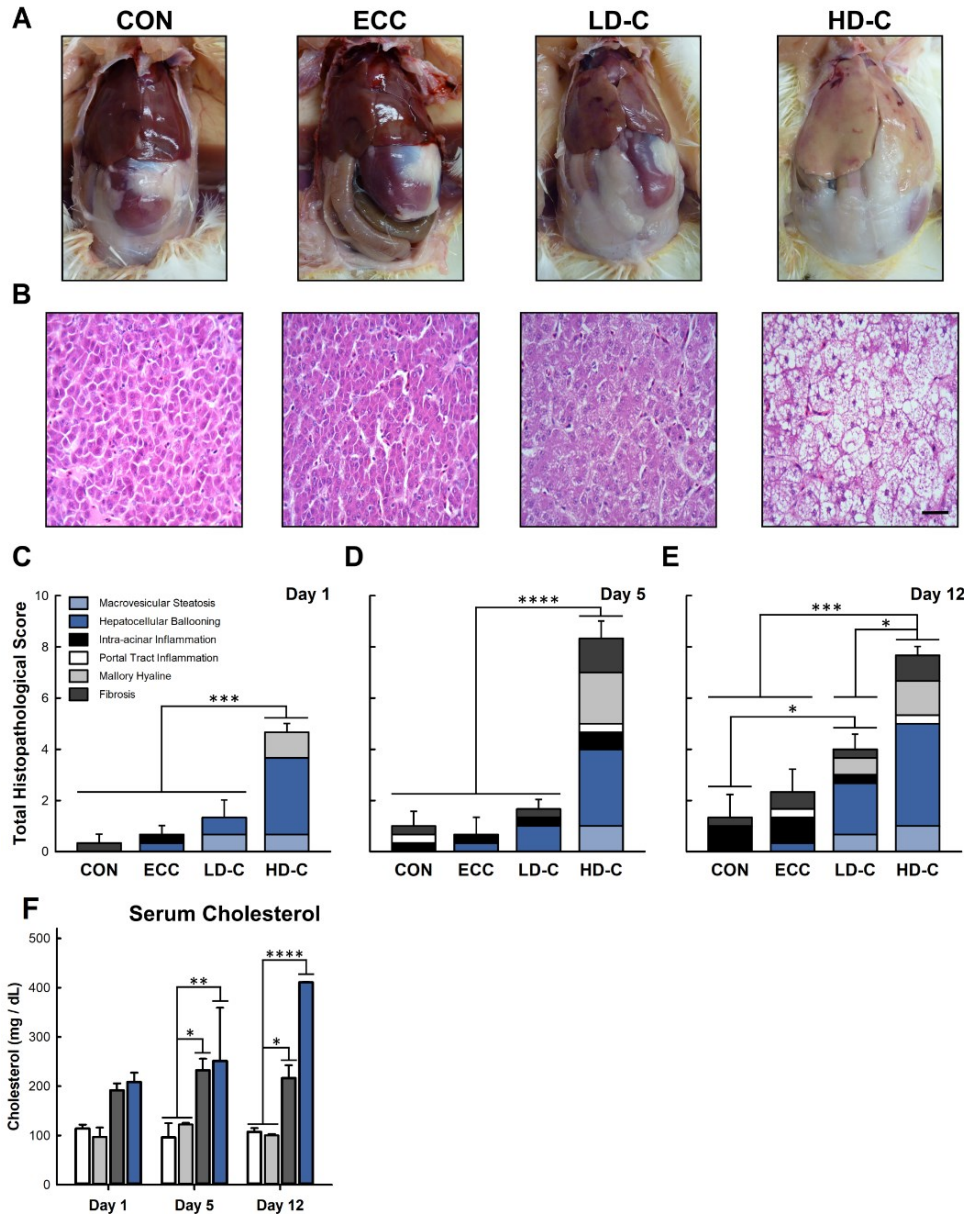 A
CON
ECC
LD-C
HD-C
B
C
D
E
Total Histopathological Score
10
8
6
4
2
0
Macrovesicular Steatosis
Hepatocellular Ballooning
Intra-acinar Inflammation
Portal Tract Inflammation
Mallory Hyaline
Fibrosis
Day 1
***
CON
ECC
LD-C
HD-C
Day 5
****
CON
ECC
LD-C
HD-C
Day 12
***
*
*
CON
ECC
LD-C
HD-C
F
Serum Cholesterol
Cholesterol (mg / dL)
500
400
300
200
100
0
**
*
****
*
Day 1
Day 5
Day 12